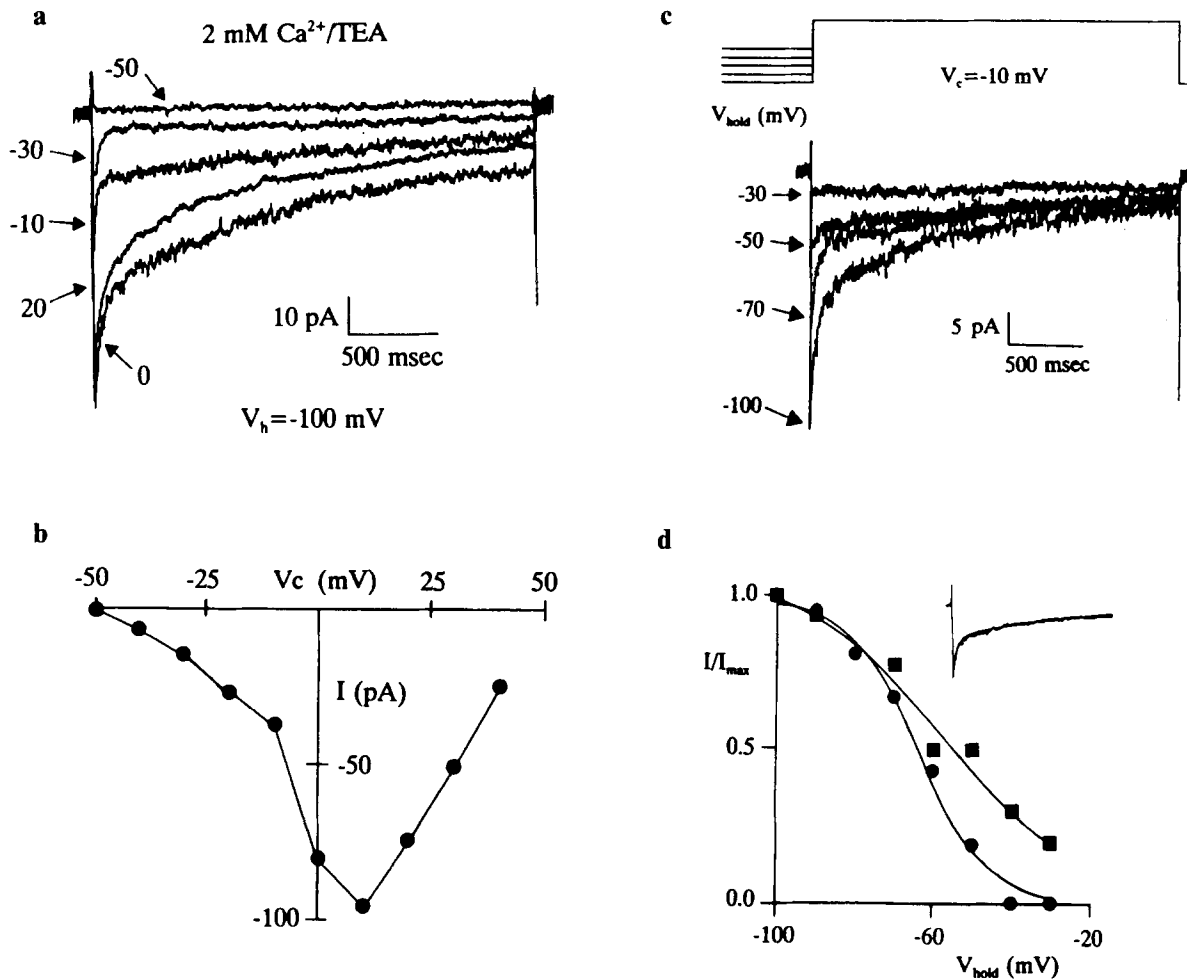 a
2 mM Ca²⁺/TEA
-50
-30
-10
20
0
10 pA
500 msec
Vₕ=-100 mV
c
V꜀=-10 mV
V_hold (mV)
-30
-50
-70
-100
5 pA
500 msec
b
-50 -25 Vc (mV) 25 50
I (pA)
-50
-100
d
1.0
I/I_max
0.5
0.0
-100 -60 -20
V_hold (mV)